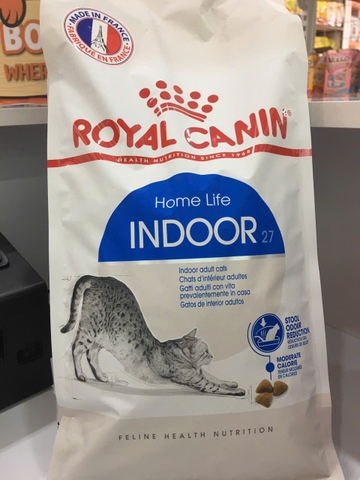 MADE IN FRANCE
FABRIQUÉ EN FRANCE
BO
WHER
ROYAL CANIN
HEALTH NUTRITION SINCE 1968
Home Life
INDOOR 27
Indoor adult cats
Chats d'intérieur adultes
Gatti adulti con vita
prevalentemente in casa
Gatos de interior adultos
STOOL
ODOUR
REDUCTION
MODERATE
CALORIE
FELINE HEALTH NUTRITION